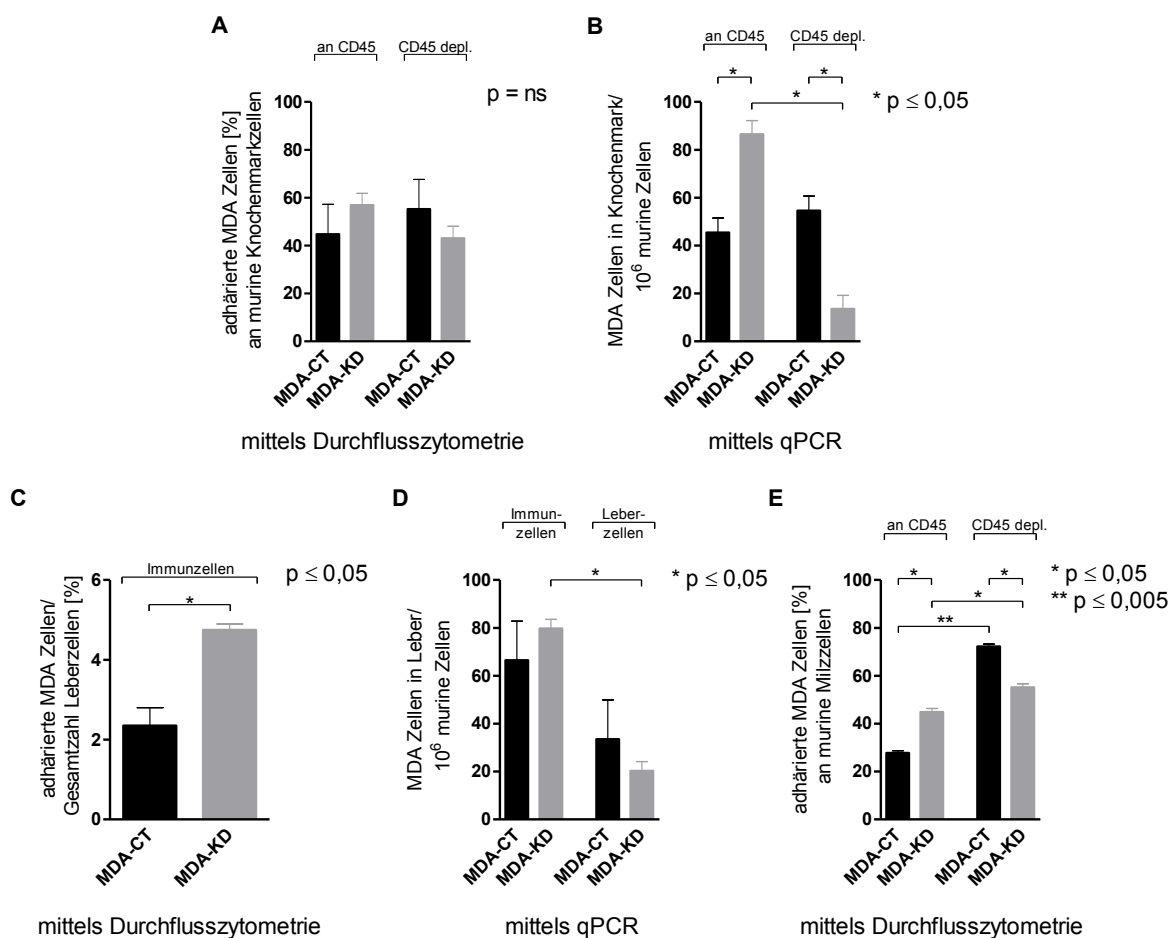 A
an CD45
CD45 depl.
p = ns
adhärierte MDA Zellen [%]
an murine Knochenmarkzellen
100
80
60
40
20
0
MDA-CT
MDA-KD
MDA-CT
MDA-KD
mittels Durchflusszytometrie
B
an CD45
CD45 depl.
*
*
*
* p ≤ 0,05
MDA Zellen in Knochenmark/
10⁶ murine Zellen
100
80
60
40
20
0
MDA-CT
MDA-KD
MDA-CT
MDA-KD
mittels qPCR
C
Immunzellen
*
p ≤ 0,05
adhärierte MDA Zellen/
Gesamtzahl Leberzellen [%]
6
4
2
0
MDA-CT
MDA-KD
mittels Durchflusszytometrie
D
Immun-
zellen
Leber-
zellen
*
* p ≤ 0,05
MDA Zellen in Leber/
10⁶ murine Zellen
100
80
60
40
20
0
MDA-CT
MDA-KD
MDA-CT
MDA-KD
mittels qPCR
E
an CD45
CD45 depl.
*
*
*
**
* p ≤ 0,05
** p ≤ 0,005
adhärierte MDA Zellen [%]
an murine Milzzellen
100
80
60
40
20
0
MDA-CT
MDA-KD
MDA-CT
MDA-KD
mittels Durchflusszytometrie